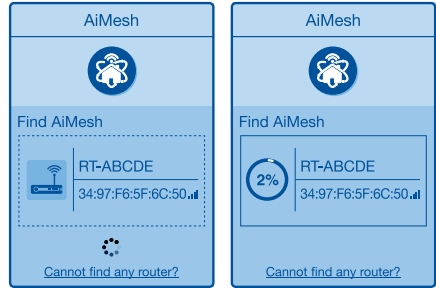 AiMesh
Find AiMesh
RT-ABCDE
34:97:F6:5F:6C:50
Cannot find any router?
AiMesh
Find AiMesh
2%
RT-ABCDE
34:97:F6:5F:6C:50
Cannot find any router?